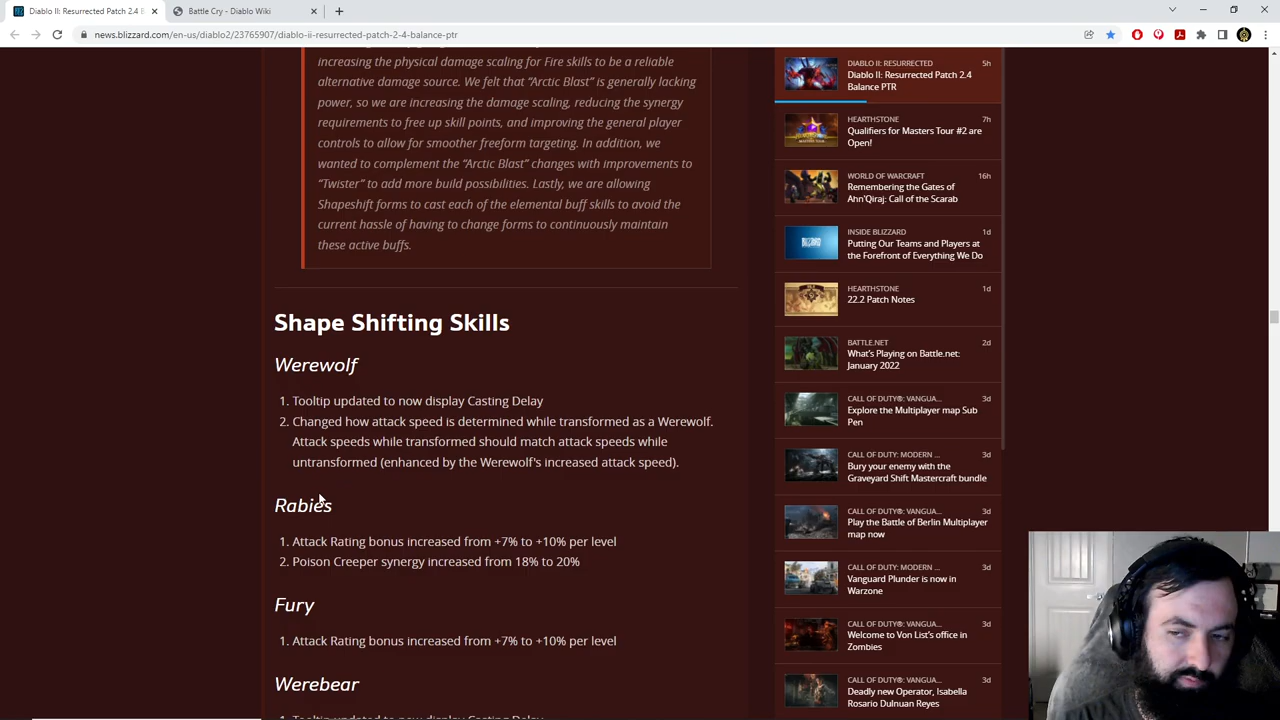 Diablo II: Resurrected Patch 2.4 B
Battle Cry - Diablo Wiki
news.blizzard.com/en-us/diablo2/23765907/diablo-ii-resurrected-patch-2-4-balance-ptr
increasing the physical damage scaling for Fire skills to be a reliable
alternative damage source. We felt that “Arctic Blast” is generally lacking
power, so we are increasing the damage scaling, reducing the synergy
requirements to free up skill points, and improving the general player
controls to allow for smoother freeform targeting. In addition, we
wanted to complement the “Arctic Blast” changes with improvements to
“Twister” to add more build possibilities. Lastly, we are allowing
Shapeshift forms to cast each of the elemental buff skills to avoid the
current hassle of having to change forms to continuously maintain
these active buffs.
Shape Shifting Skills
Werewolf
1. Tooltip updated to now display Casting Delay
2. Changed how attack speed is determined while transformed as a Werewolf.
Attack speeds while transformed should match attack speeds while
untransformed (enhanced by the Werewolf's increased attack speed).
Rabies
1. Attack Rating bonus increased from +7% to +10% per level
2. Poison Creeper synergy increased from 18% to 20%
Fury
1. Attack Rating bonus increased from +7% to +10% per level
Werebear
1. Tooltip updated to now display Casting Delay
DIABLO II: RESURRECTED 5h
Diablo II: Resurrected Patch 2.4
Balance PTR
HEARTHSTONE 7h
Qualifiers for Masters Tour #2 are
Open!
WORLD OF WARCRAFT 16h
Remembering the Gates of
Ahn'Qiraj: Call of the Scarab
INSIDE BLIZZARD 1d
Putting Our Teams and Players at
the Forefront of Everything We Do
HEARTHSTONE 1d
22.2 Patch Notes
BATTLE.NET 2d
What's Playing on Battle.net:
January 2022
CALL OF DUTY®: VANGUA... 3d
Explore the Multiplayer map Sub
Pen
CALL OF DUTY: MODERN ... 3d
Bury your enemy with the
Graveyard Shift Mastercraft bundle
CALL OF DUTY®: VANGUA... 3d
Play the Battle of Berlin Multiplayer
map now
CALL OF DUTY: MODERN ... 3d
Vanguard Plunder is now in
Warzone
CALL OF DUTY®: VANGUA... 3d
Welcome to Von List's office in
Zombies
CALL OF DUTY®: VANGUA... 3d
Deadly new Operator, Isabella
Rosario Dulnuan Reyes